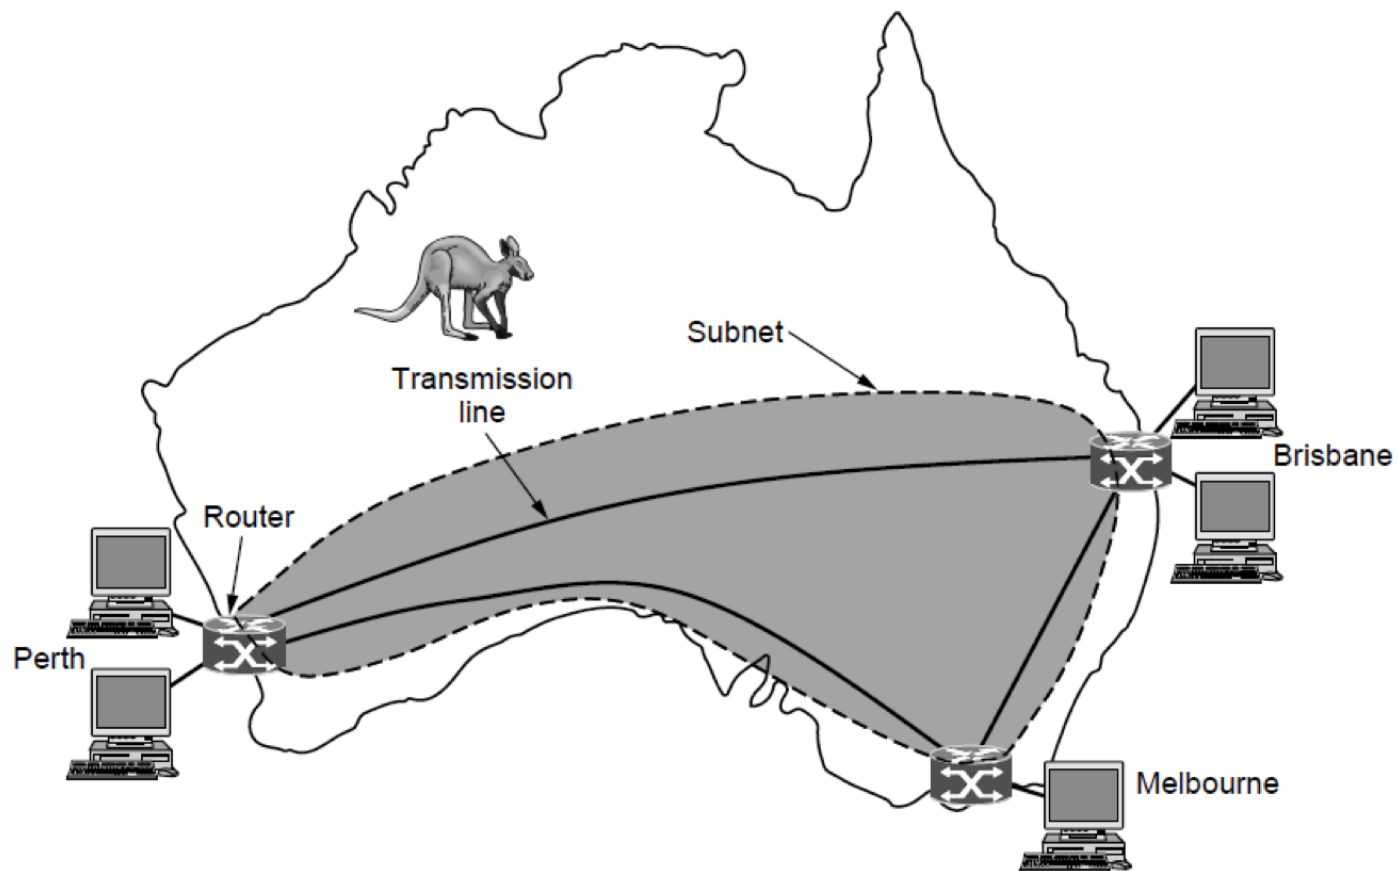 Subnet
Transmission
line
Brisbane
Router
Perth
Melbourne